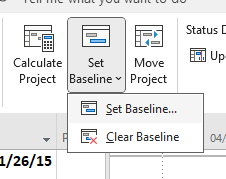 Tell me what you want to do
Calculate Project
Set Baseline
Move Project
Status D
Up
Set Baseline...
Clear Baseline
1/26/15
04/